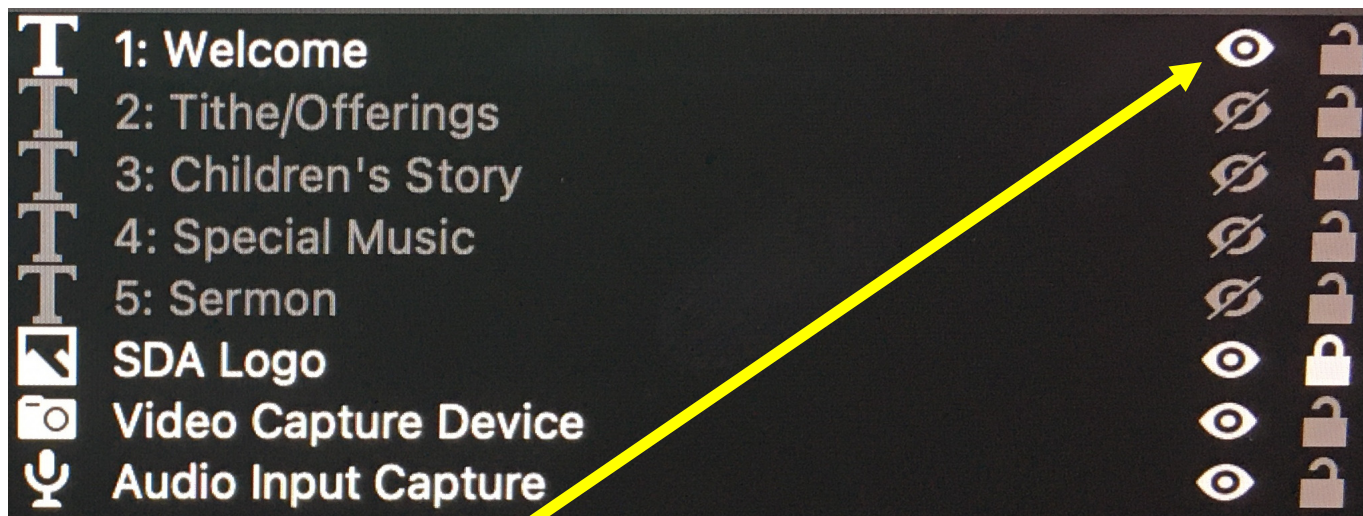 1: Welcome
2: Tithe/Offerings
3: Children's Story
4: Special Music
5: Sermon
SDA Logo
Video Capture Device
Audio Input Capture